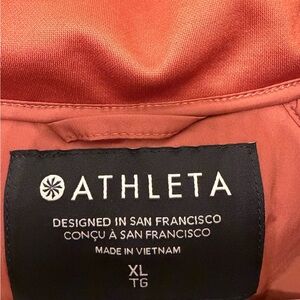 ATHLETA
DESIGNED IN SAN FRANCISCO
CONÇU À SAN FRANCISCO
MADE IN VIETNAM
XL
TG